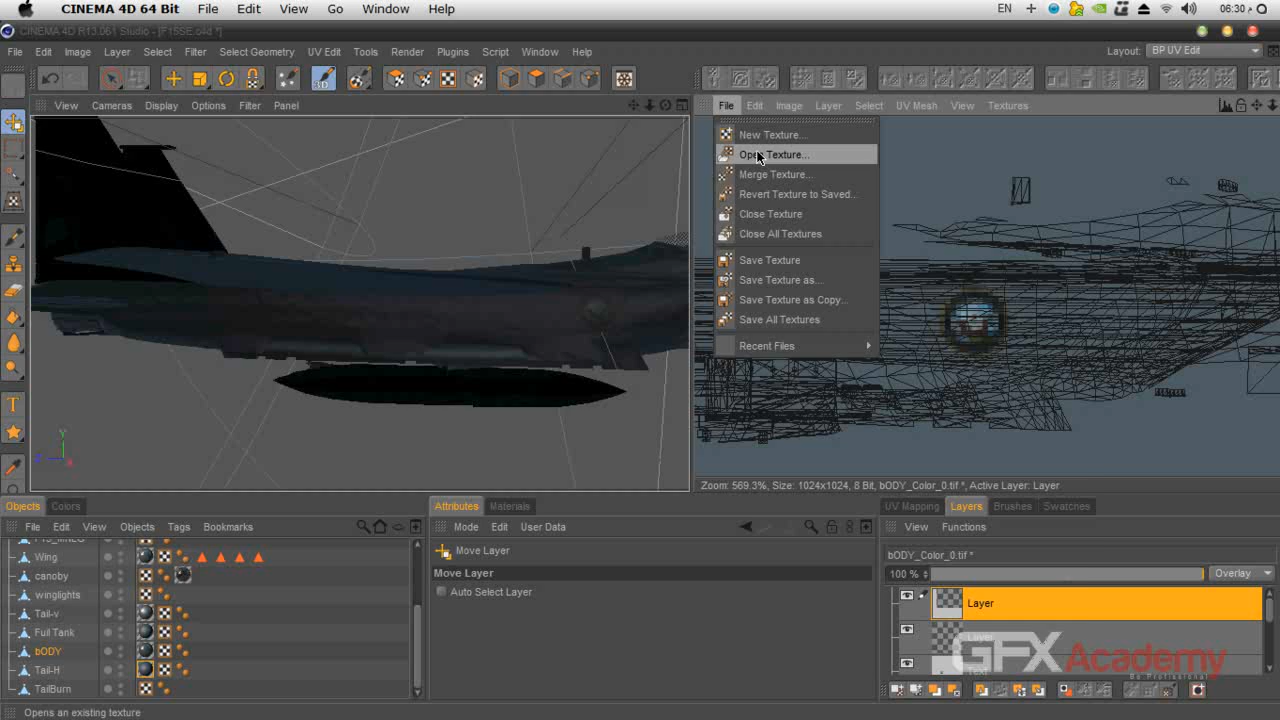 CINEMA 4D 64 Bit File Edit View Go Window Help EN 06:30 م
CINEMA 4D R13.061 Studio - [F15SE.c4d *]
File Edit Image Layer Select Filter Select Geometry UV Edit Tools Render Plugins Script Window Help Layout: BP UV Edit
3D
View Cameras Display Options Filter Panel
File Edit Image Layer Select UV Mesh View Textures
New Texture...
Open Texture...
Merge Texture...
Revert Texture to Saved...
Close Texture
Close All Textures
Save Texture
Save Texture as...
Save Texture as Copy...
Save All Textures
Recent Files
T
Y
Z X
Zoom: 569.3%, Size: 1024x1024, 8 Bit, bODY_Color_0.tif *, Active Layer: Layer
Objects Colors
File Edit View Objects Tags Bookmarks
Wing
canoby
winglights
Tail-v
Full Tank
bODY
Tail-H
TailBurn
Attributes Materials
Mode Edit User Data
Move Layer
Move Layer
Auto Select Layer
UV Mapping Layers Brushes Swatches
View Functions
bODY_Color_0.tif *
100 % Overlay
Layer
Layer
GFXAcademy
Be Professional
Opens an existing texture